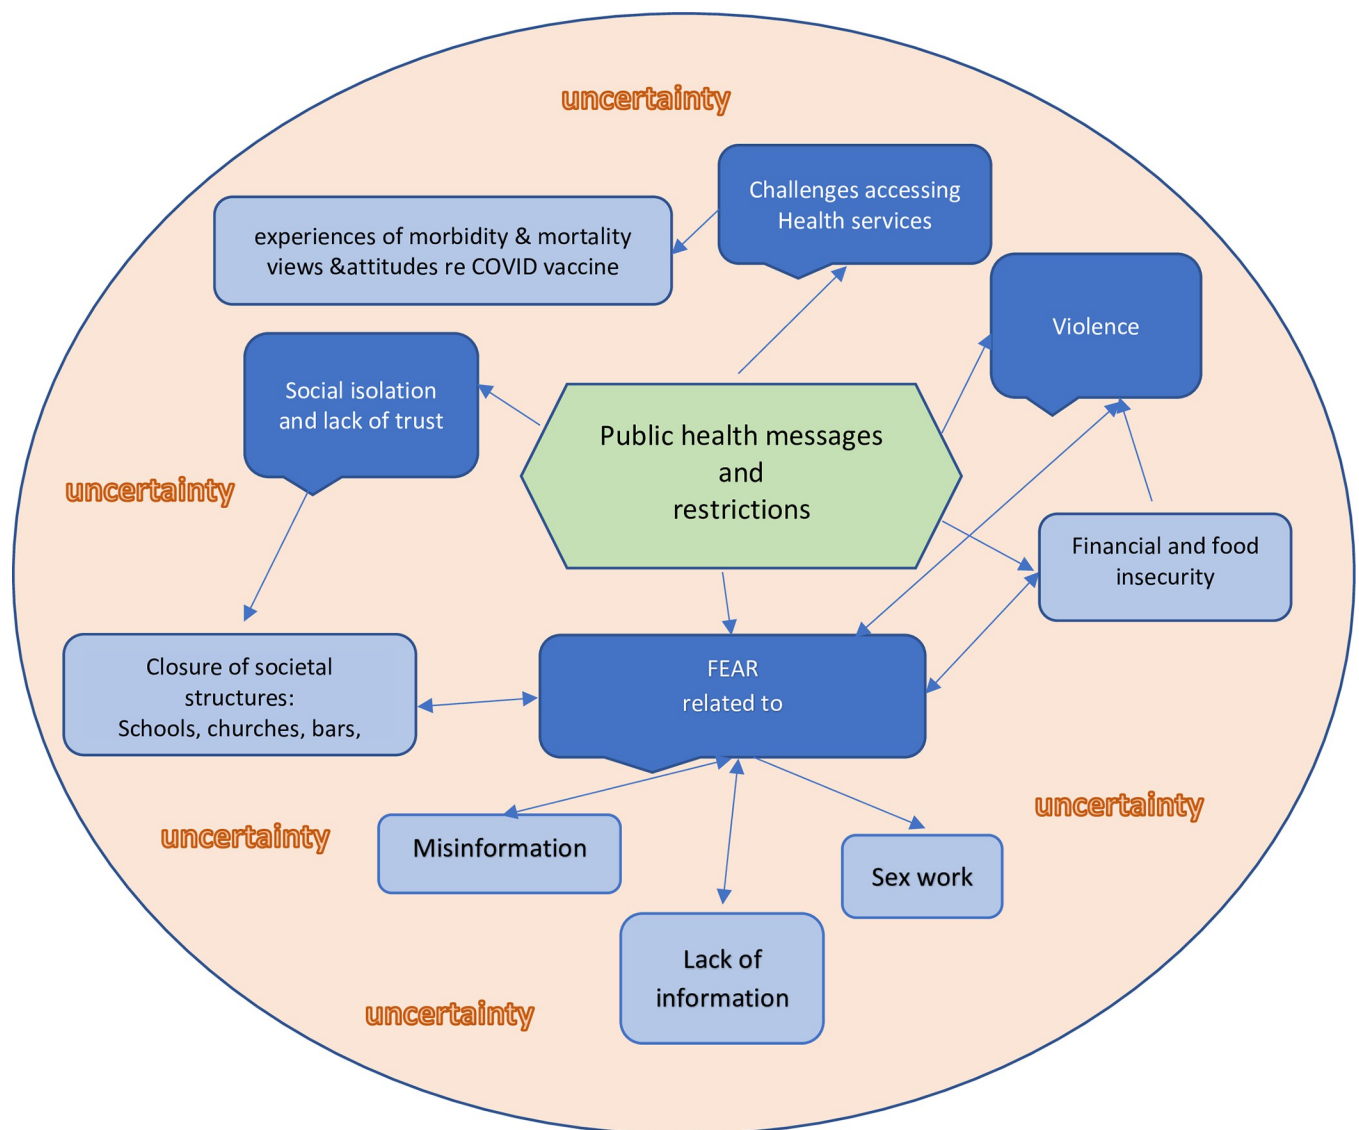 uncertainty
Challenges accessing
Health services
experiences of morbidity & mortality
views &attitudes re COVID vaccine
Violence
Social isolation
and lack of trust
Public health messages
and
restrictions
uncertainty
Financial and food
insecurity
Closure of societal
structures:
Schools, churches, bars,
FEAR
related to
uncertainty
uncertainty
Misinformation
Sex work
Lack of
information
uncertainty